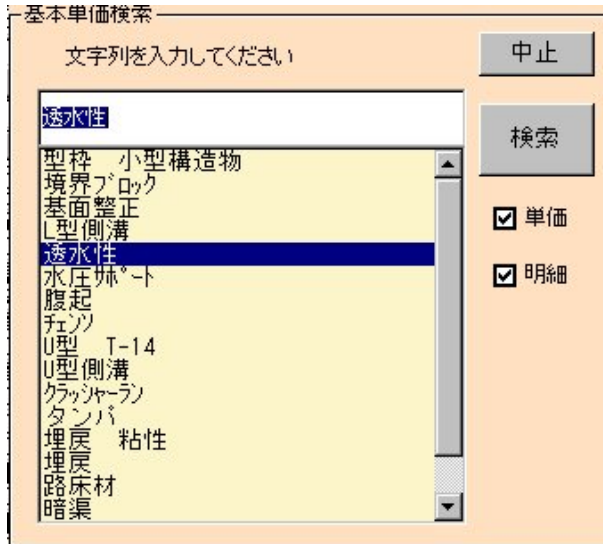 基本単価検索
文字列を入力してください
中止
透水性
検索
型枠　小型構造物
境界ﾌﾞﾛｯｸ
基面整正
L型側溝
透水性
水圧ｻﾎﾟｰﾄ
腹起
ﾁｪﾝｿ
U型　T-14
U型側溝
ｸﾗｯｼｬｰﾗﾝ
タンパ
埋戻　粘性
埋戻
路床材
暗渠
単価
明細